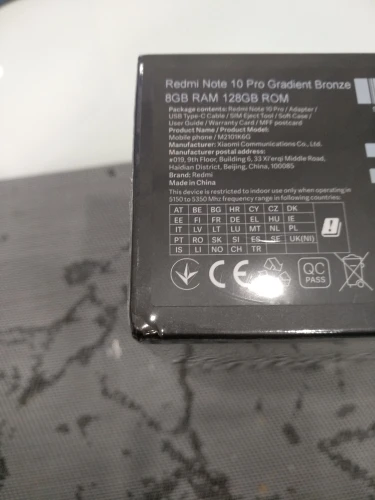 Redmi Note 10 Pro Gradient Bronze
8GB RAM 128GB ROM
Package contents: Redmi Note 10 Pro / Adapter /
USB Type-C Cable / SIM Eject Tool / Soft Case /
User Guide / Warranty Card / MFF postcard
Product Name / Product Model:
Mobile phone / M2101K6G
Manufacturer: Xiaomi Communications Co., Ltd.
Manufacturer postal address:
#019, 9th Floor, Building 6, 33 Xi'erqi Middle Road,
Haidian District, Beijing, China, 100085
Brand: Redmi
Made in China
This device is restricted to indoor use only when operating in
5150 to 5350 Mhz frequency range in following countries:
AT BE BG HR CY CZ DK
EE FI FR DE EL HU IE
IT LV LT LU MT NL PL
PT RO SK SI ES SE UK(NI)
IS LI NO CH TR
CE QC
PASS